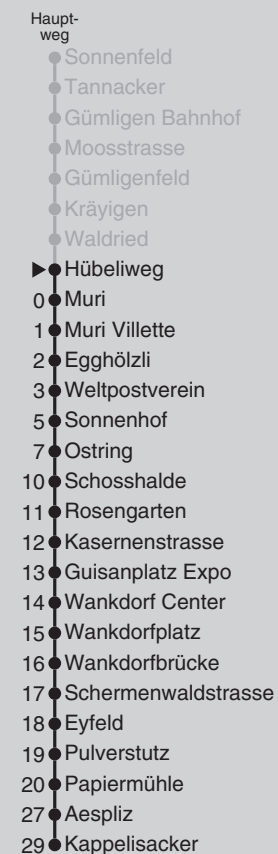 Haupt-
weg
Sonnenfeld
Tannacker
Gümligen Bahnhof
Moosstrasse
Gümligenfeld
Kräyigen
Waldried
Hübeliweg
0 Muri
1 Muri Villette
2 Egghölzli
3 Weltpostverein
5 Sonnenhof
7 Ostring
10 Schosshalde
11 Rosengarten
12 Kasernenstrasse
13 Guisanplatz Expo
14 Wankdorf Center
15 Wankdorfplatz
16 Wankdorfbrücke
17 Schermenwaldstrasse
18 Eyfeld
19 Pulverstutz
20 Papiermühle
27 Aespliz
29 Kappelisacker